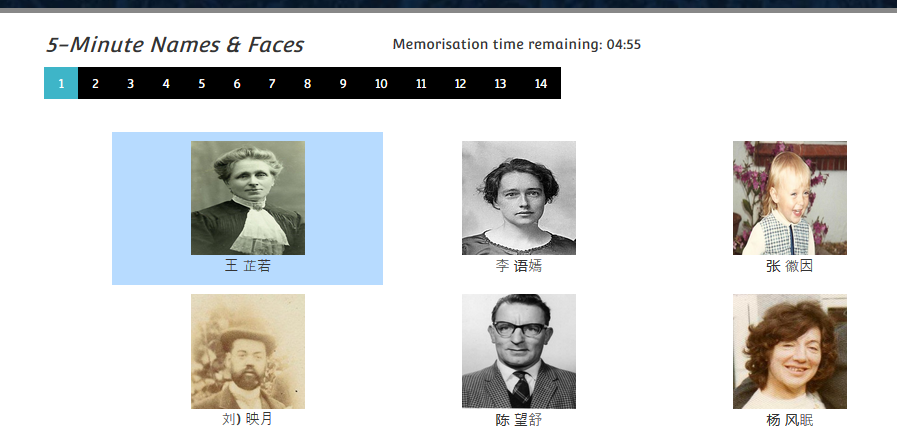 5-Minute Names & Faces
Memorisation time remaining: 04:55
1 2 3 4 5 6 7 8 9 10 11 12 13 14
王 芷若
李 语嫣
张 徽因
刘) 映月
陈 望舒
杨 风眠